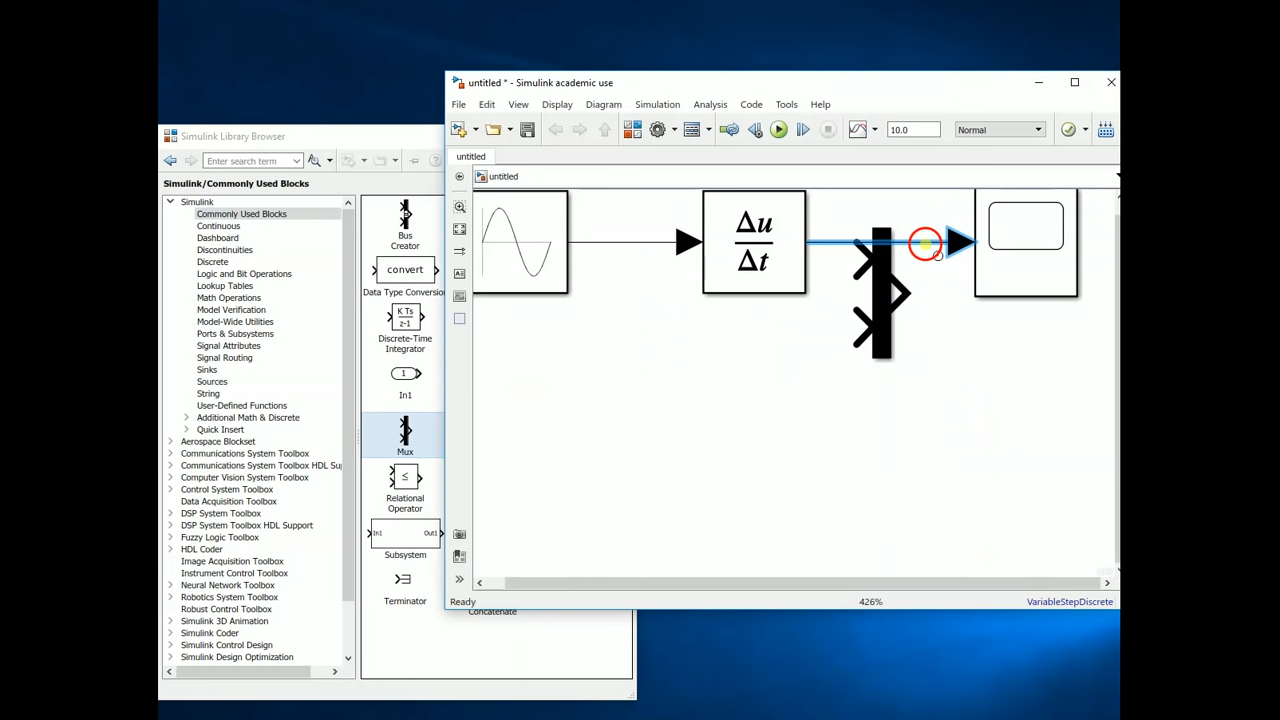 untitled * - Simulink academic use
File Edit View Display Diagram Simulation Analysis Code Tools Help
10.0 Normal
untitled
untitled
Simulink Library Browser
Enter search term
Simulink/Commonly Used Blocks
Simulink
Commonly Used Blocks
Continuous
Dashboard
Discontinuities
Discrete
Logic and Bit Operations
Lookup Tables
Math Operations
Model Verification
Model-Wide Utilities
Ports & Subsystems
Signal Attributes
Signal Routing
Sinks
Sources
String
User-Defined Functions
Additional Math & Discrete
Quick Insert
Aerospace Blockset
Communications System Toolbox
Communications System Toolbox HDL Su
Computer Vision System Toolbox
Control System Toolbox
Data Acquisition Toolbox
DSP System Toolbox
DSP System Toolbox HDL Support
Fuzzy Logic Toolbox
HDL Coder
Image Acquisition Toolbox
Instrument Control Toolbox
Neural Network Toolbox
Robotics System Toolbox
Robust Control Toolbox
Simulink 3D Animation
Simulink Coder
Simulink Control Design
Simulink Design Optimization
Bus
Creator
convert
Data Type Conversio
K Ts
z-1
Discrete-Time
Integrator
1
In1
Mux
≤
Relational
Operator
In1 Out1
Subsystem
Terminator
Concatenate
Δu
Δt
Ready 426% VariableStepDiscrete